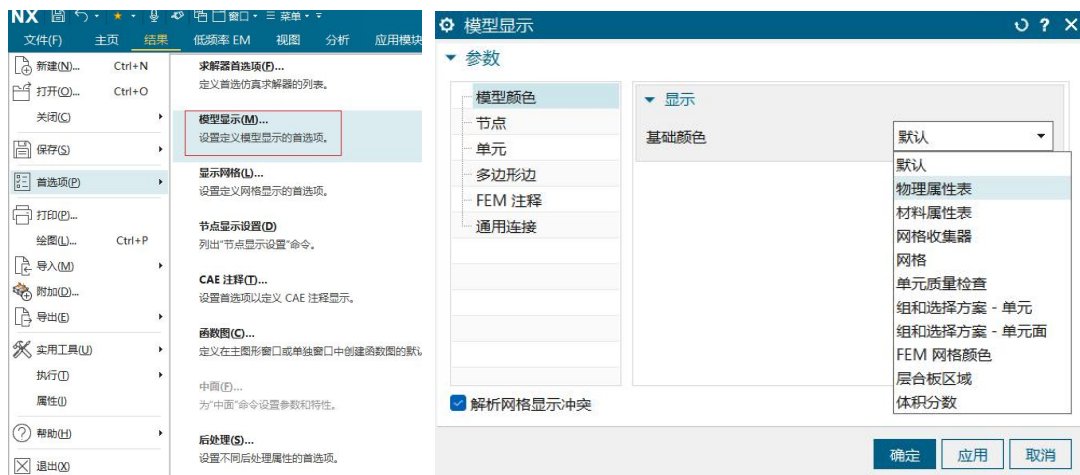 NX 窗口 菜单
文件(F) 主页 结果 低频率 EM 视图 分析 应用模块
新建(N)... Ctrl+N
打开(O)... Ctrl+O
关闭(C)
保存(S)
首选项(P)
打印(P)...
绘图(L)... Ctrl+P
导入(M)
附加(D)...
导出(E)
实用工具(U)
执行(T)
属性(I)
帮助(H)
退出(X)
求解器首选项(F)...
定义首选仿真求解器的列表。
模型显示(M)...
设置定义模型显示的首选项。
显示网格(L)...
设置定义网格显示的首选项。
节点显示设置(D)
列出"节点显示设置"命令。
CAE 注释(T)...
设置首选项以定义 CAE 注释显示。
函数图(C)...
定义在主图形窗口或单独窗口中创建函数图的默
中面(F)...
为"中面"命令设置参数和特性。
后处理(S)...
设置不同后处理属性的首选项。
模型显示
参数
模型颜色
节点
单元
多边形边
FEM 注释
通用连接
显示
基础颜色 默认
默认
物理属性表
材料属性表
网格收集器
网格
单元质量检查
组和选择方案 - 单元
组和选择方案 - 单元面
FEM 网格颜色
层合板区域
体积分数
解析网格显示冲突
确定 应用 取消